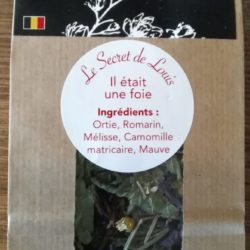 Le Secret de Louis
Il était
une foie
Ingrédients :
Ortie, Romarin,
Mélisse, Camomille
matricaire, Mauve